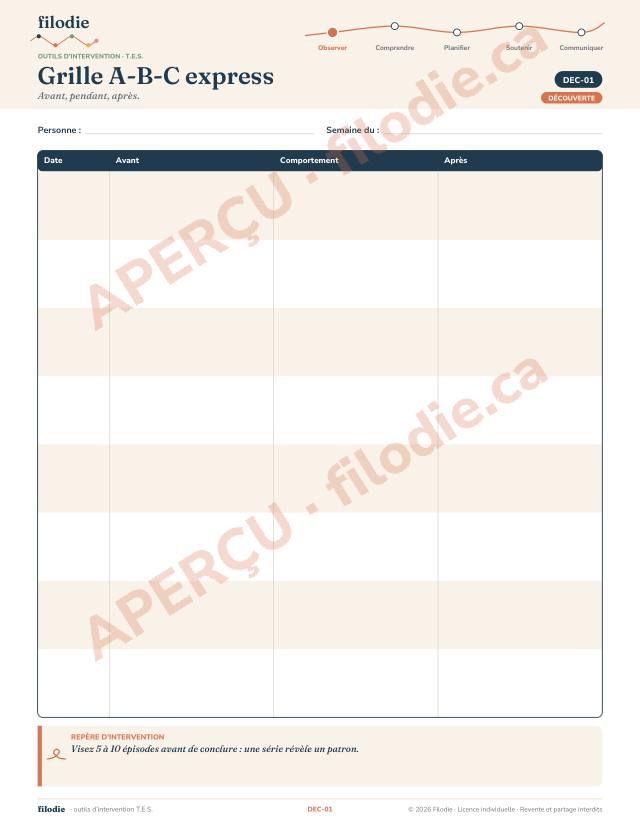 filodie
OUTILS D'INTERVENTION · T.E.S.
Observer Comprendre Planifier Soutenir Communiquer
Grille A-B-C express
Avant, pendant, après.
DEC-01
DÉCOUVERTE
Personne : Semaine du :
Date Avant Comportement Après
APERÇU · filodie.ca
APERÇU · filodie.ca
REPÈRE D'INTERVENTION
Visez 5 à 10 épisodes avant de conclure : une série révèle un patron.
filodie · outils d'intervention T.E.S. DEC-01 © 2026 Filodie · Licence individuelle · Revente et partage interdits